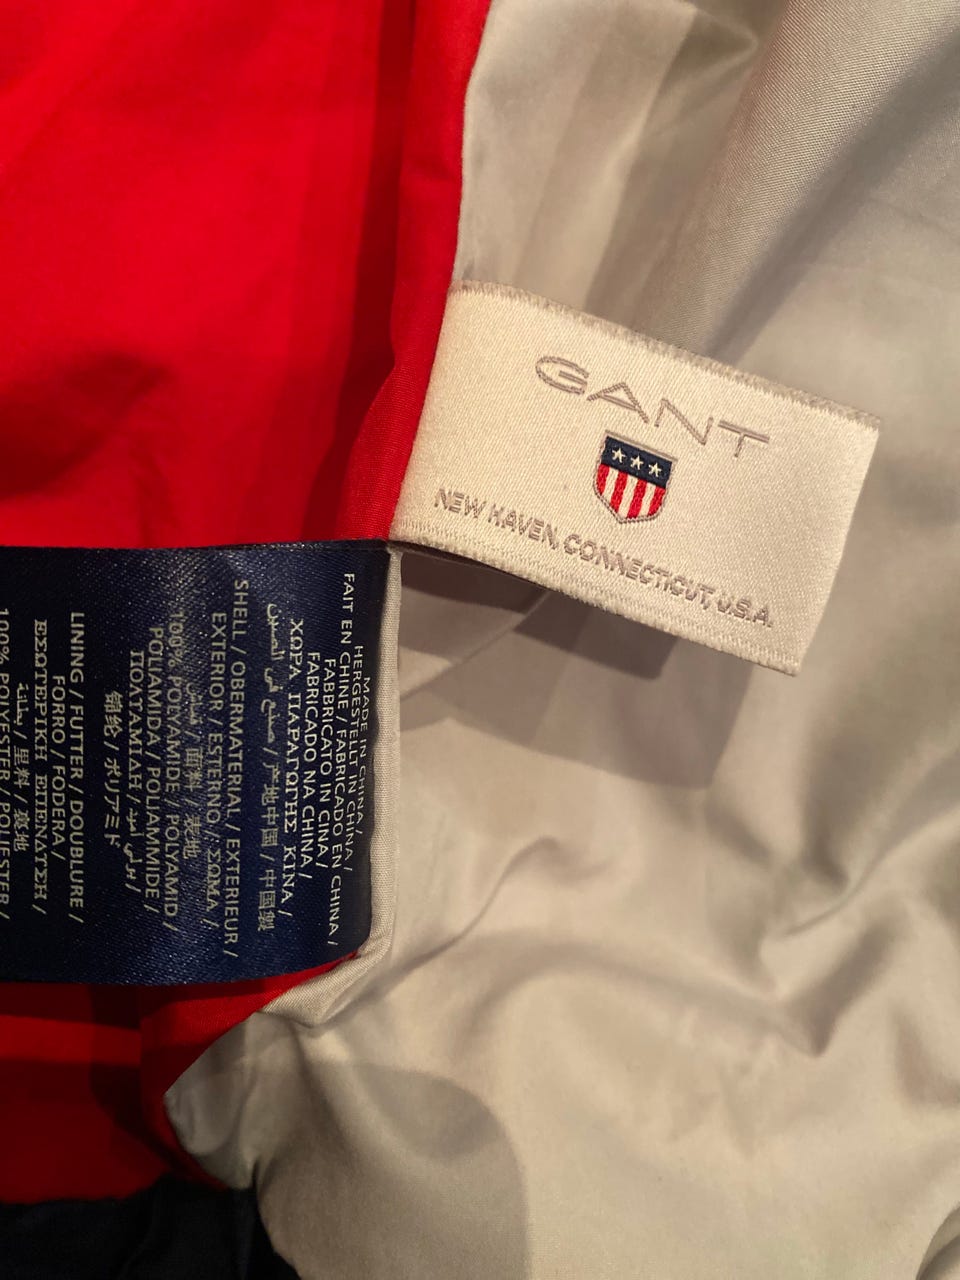 GANT
NEW HAVEN, CONNECTICUT, U.S.A.
MADE IN CHINA /
HERGESTELLT IN CHINA /
FAIT EN CHINE / FABRICADO EN CHINA /
FABBRICATO IN CINA /
FABRICADO NA CHINA /
ΧΩΡΑ ΠΑΡΑΓΩΓΗΣ ΚΙΝΑ /
صنع في الصين / 产地中国 / 中国製
SHELL / OBERMATERIAL / EXTERIEUR /
EXTERIOR / ESTERNO / ΣΩΜΑ /
面料 / 表地
100% POLYAMIDE / POLYAMID /
POLIAMIDA / POLIAMMIDE /
ΠΟΛΥΑΜΙΔΗ / بولي أميد /
锦纶 / ポリアミド
LINING / FUTTER / DOUBLURE /
FORRO / FODERA /
ΕΣΩΤΕΡΙΚΗ ΕΠΕΝΔΥΣΗ /
بطانة / 里料 / 裏地
100% POLYESTER / POLIESTER /